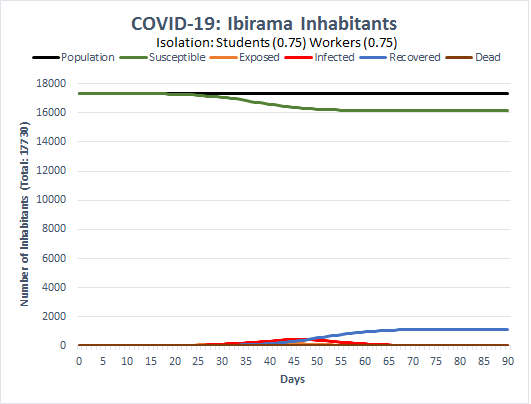 COVID-19: Ibirama Inhabitants
Isolation: Students (0.75) Workers (0.75)
Population Susceptible Exposed Infected Recovered Dead
Number of Inhabitants (Total: 17730)
18000
16000
14000
12000
10000
8000
6000
4000
2000
0
0 5 10 15 20 25 30 35 40 45 50 55 60 65 70 75 80 85 90
Days